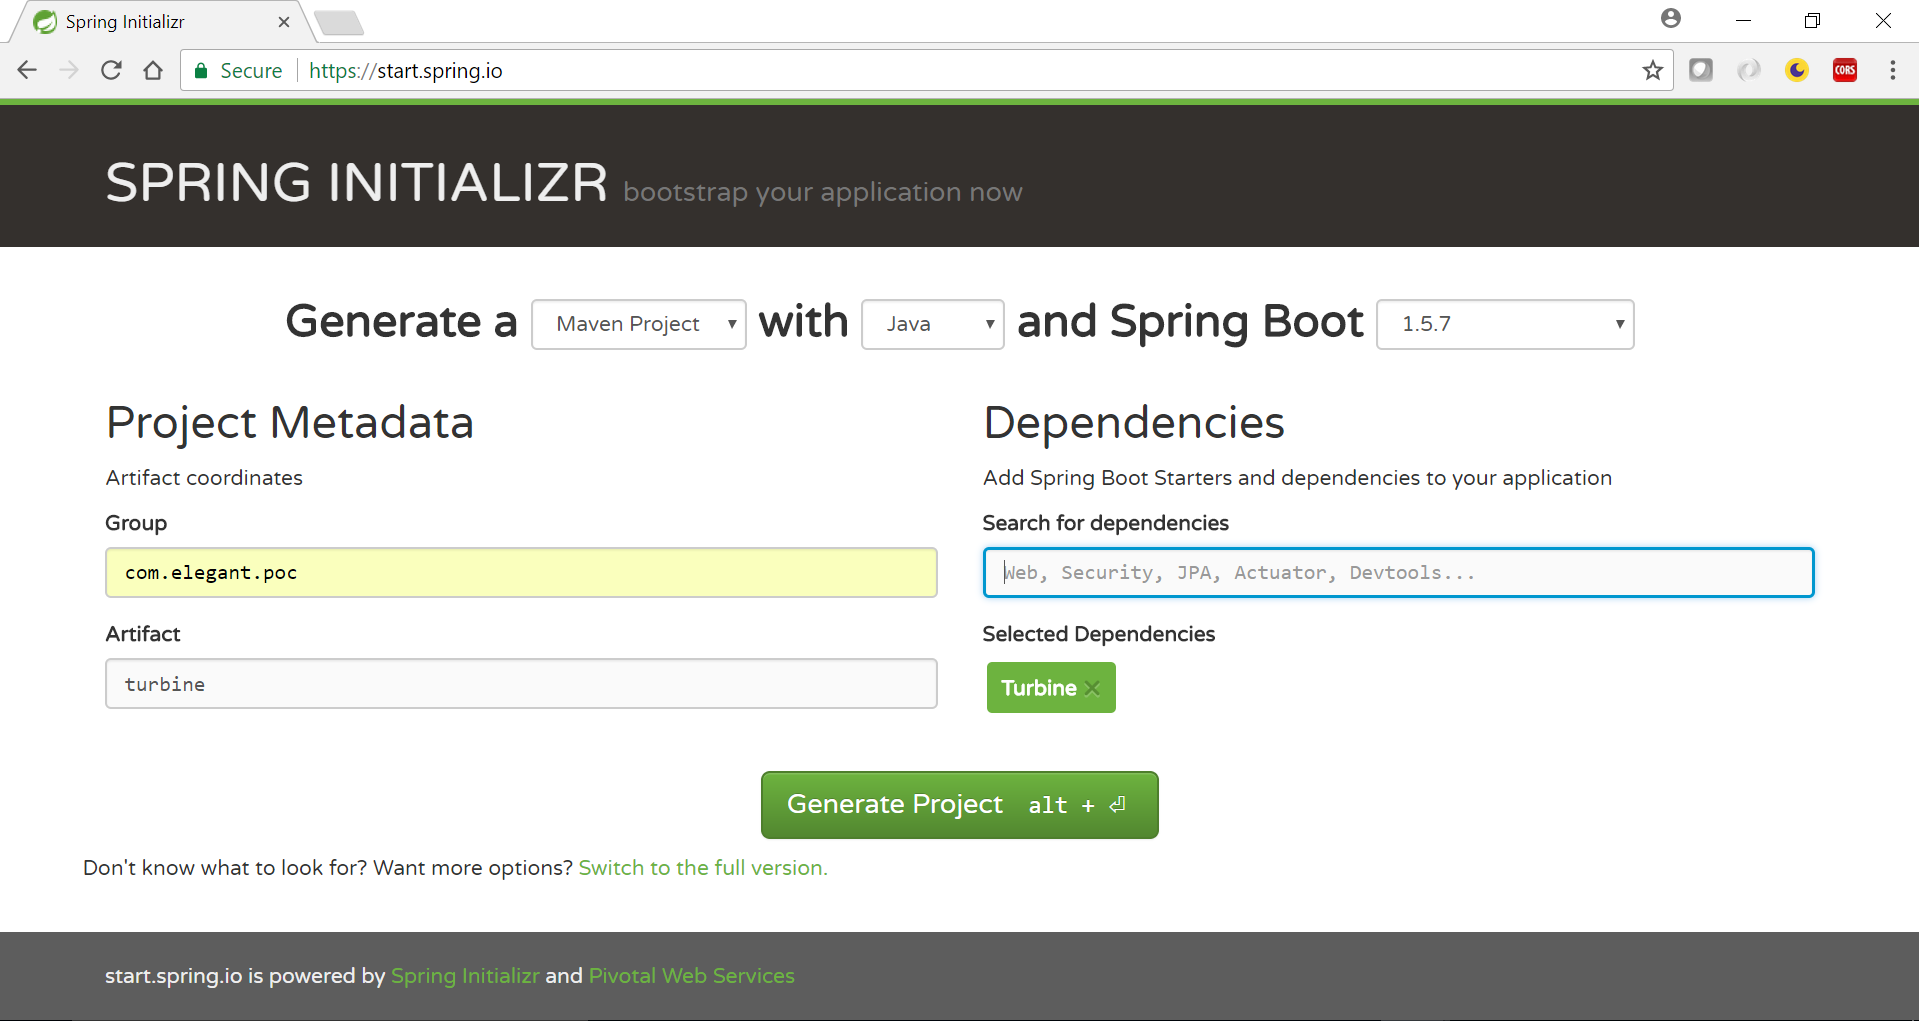 Spring Initializr
Secure https://start.spring.io
CORS
SPRING INITIALIZR bootstrap your application now
Generate a Maven Project with Java and Spring Boot 1.5.7
Project Metadata
Artifact coordinates
Group
com.elegant.poc
Artifact
turbine
Dependencies
Add Spring Boot Starters and dependencies to your application
Search for dependencies
Web, Security, JPA, Actuator, Devtools...
Selected Dependencies
Turbine
Generate Project alt + ⏎
Don't know what to look for? Want more options? Switch to the full version.
start.spring.io is powered by Spring Initializr and Pivotal Web Services